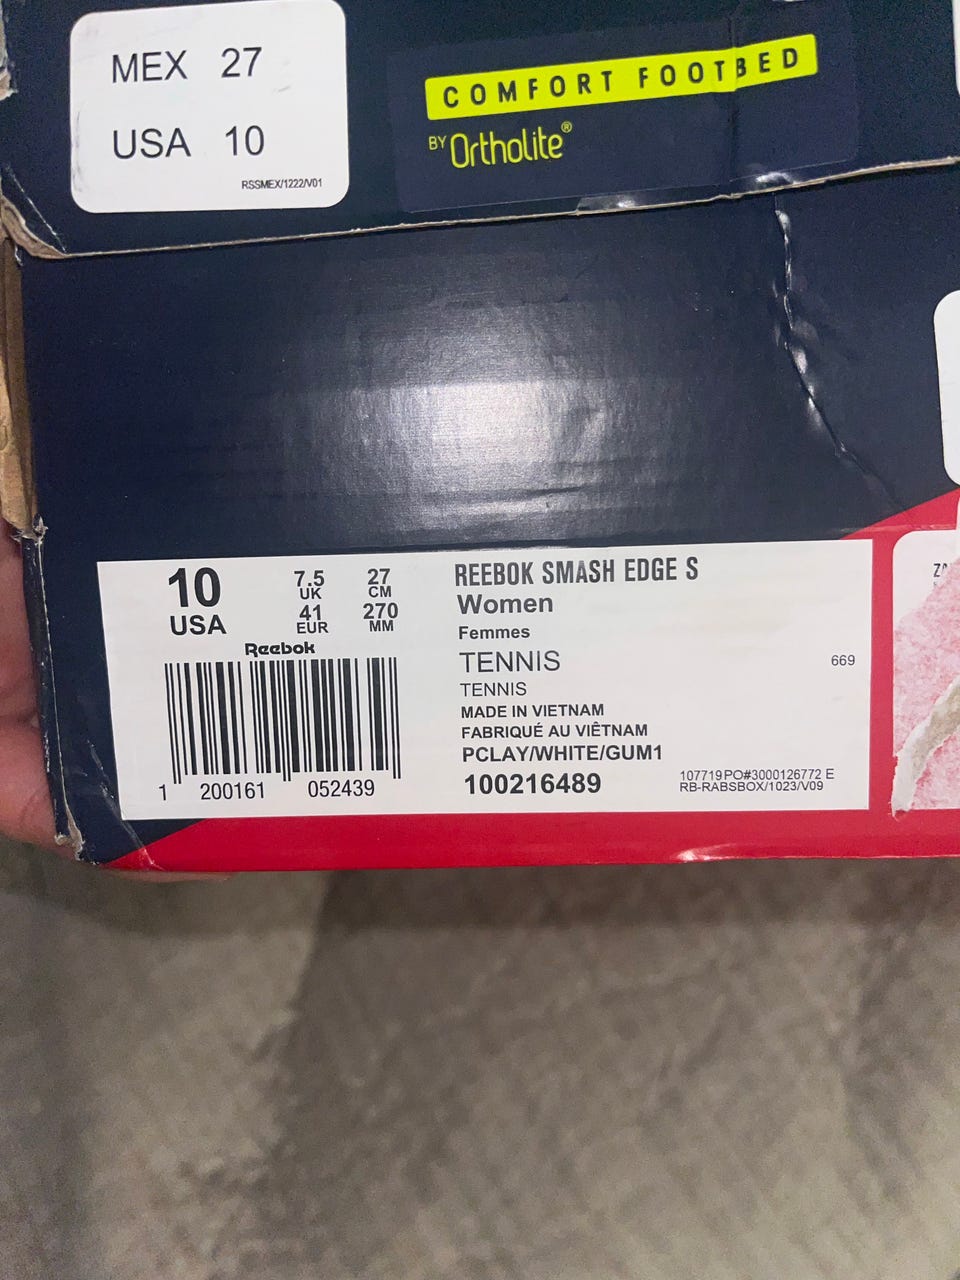 MEX 27
USA 10
RSSMEX/1222/V01
COMFORT FOOTBED
BY Ortholite®
10
USA
7.5
UK
41
EUR
27
CM
270
MM
Reebok
1 200161 052439
REEBOK SMASH EDGE S
Women
Femmes
TENNIS
669
TENNIS
MADE IN VIETNAM
FABRIQUÉ AU VIÊTNAM
PCLAY/WHITE/GUM1
100216489
107719PO#3000126772 E
RB-RABSBOX/1023/V09